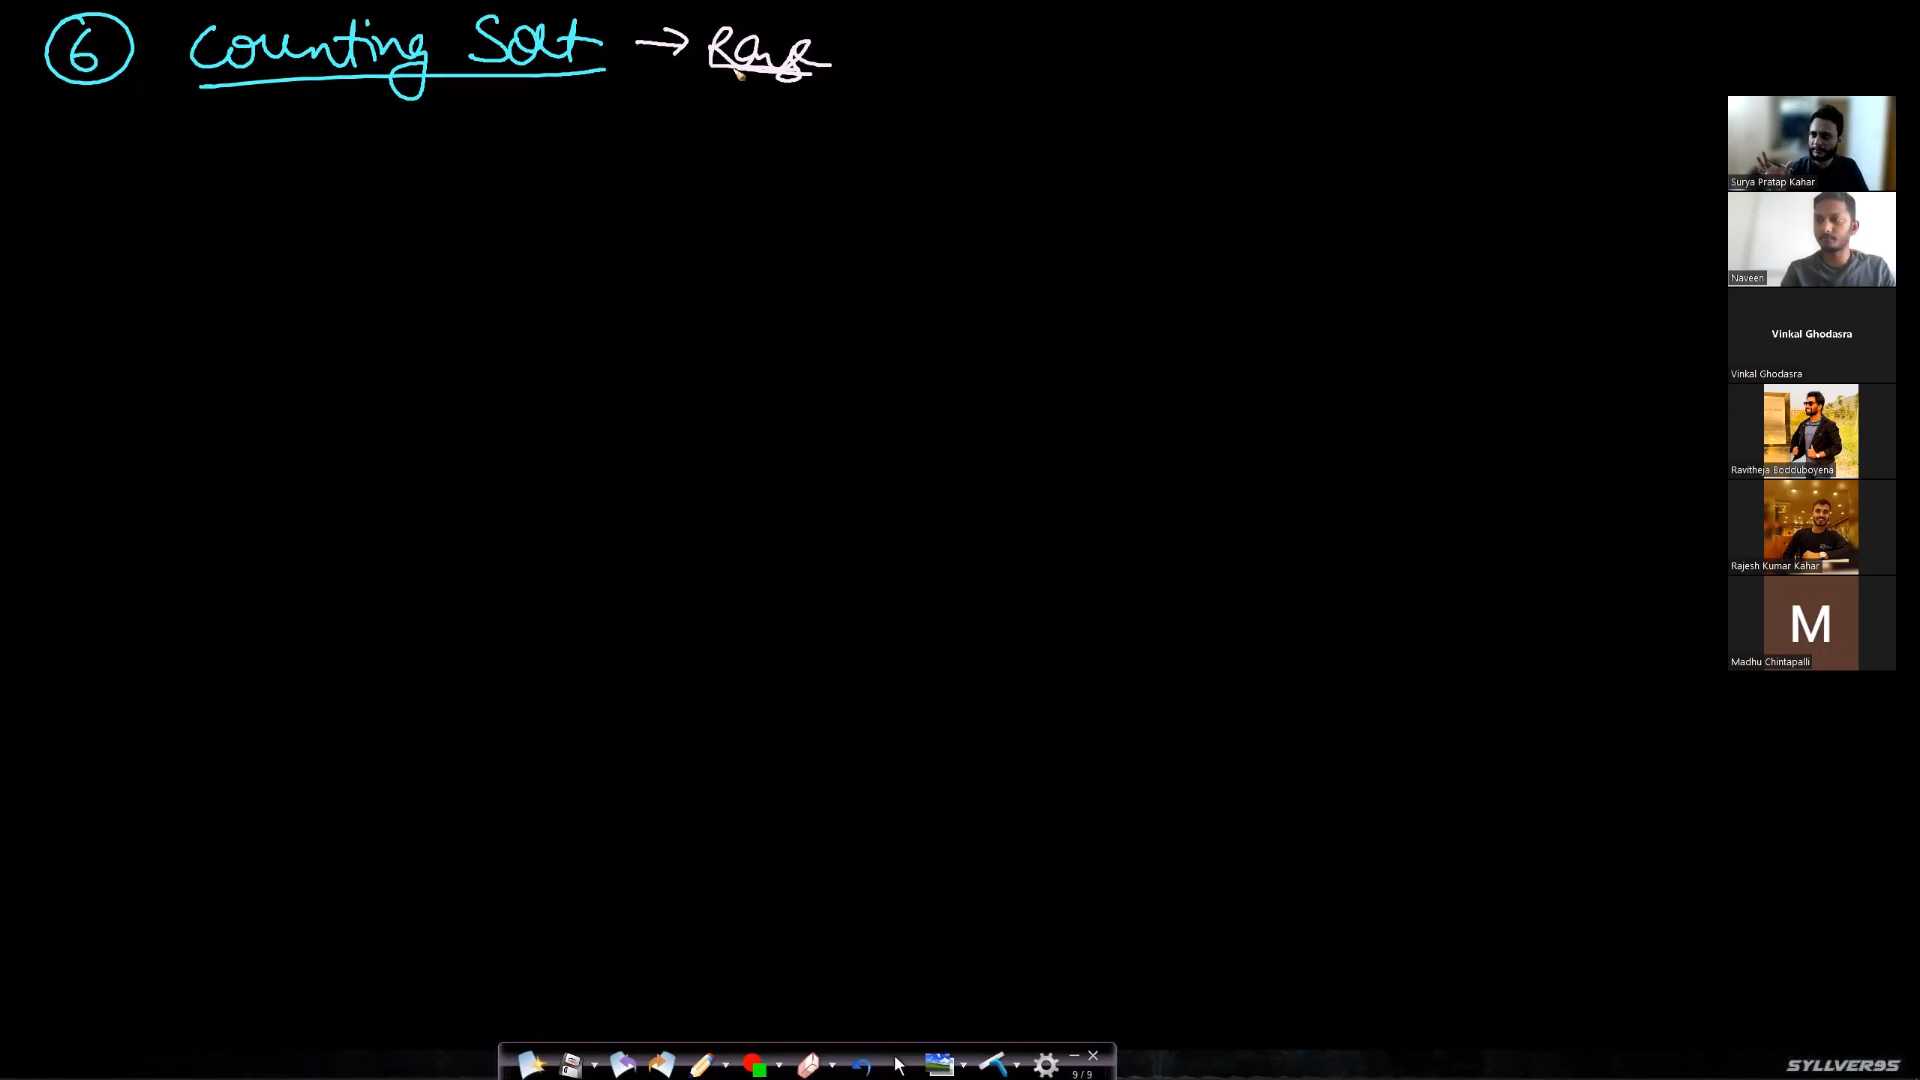 6 Counting Sort → Range
Surya Pratap Kahar
Naveen
Vinkal Ghodasra
Vinkal Ghodasra
Ravitheja Bodduboyena
Rajesh Kumar Kahar
M
Madhu Chintapalli
9 / 9
SYLLVER95